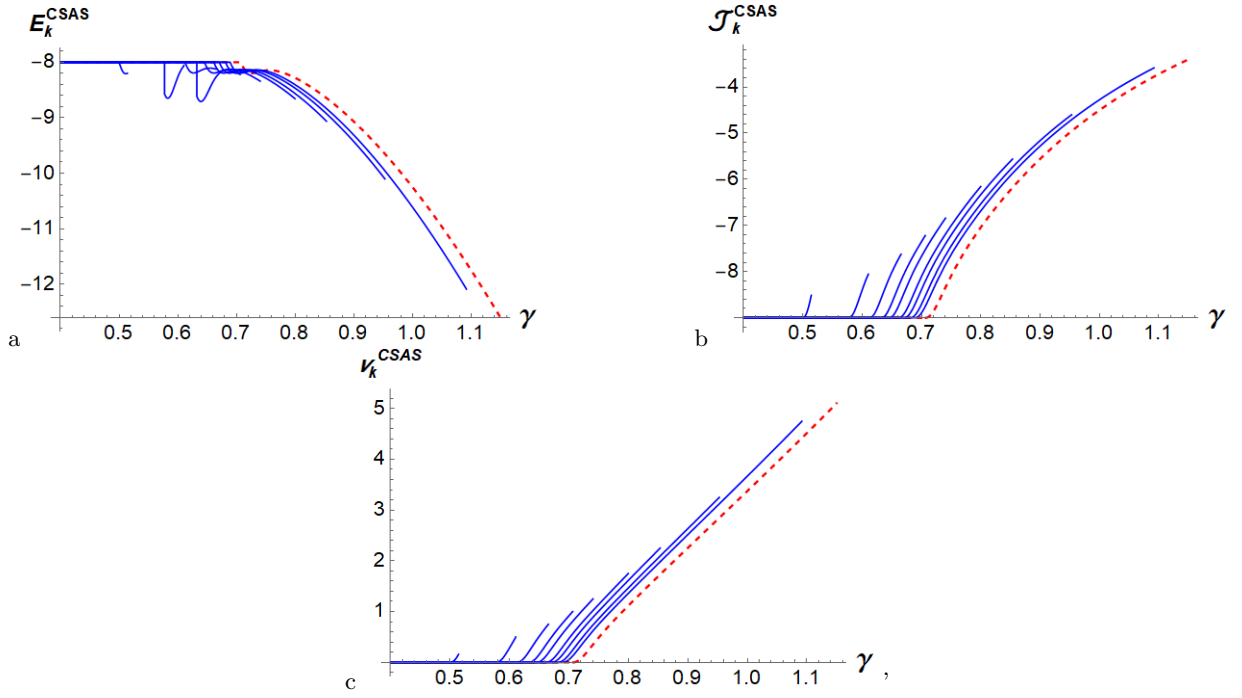 E_k^CSAS
−8
−9
−10
−11
−12
0.5 0.6 0.7 0.8 0.9 1.0 1.1 γ
a
𝒥_k^CSAS
−4
−5
−6
−7
−8
0.5 0.6 0.7 0.8 0.9 1.0 1.1 γ
b
ν_k^CSAS
5
4
3
2
1
0.5 0.6 0.7 0.8 0.9 1.0 1.1 γ ,
c